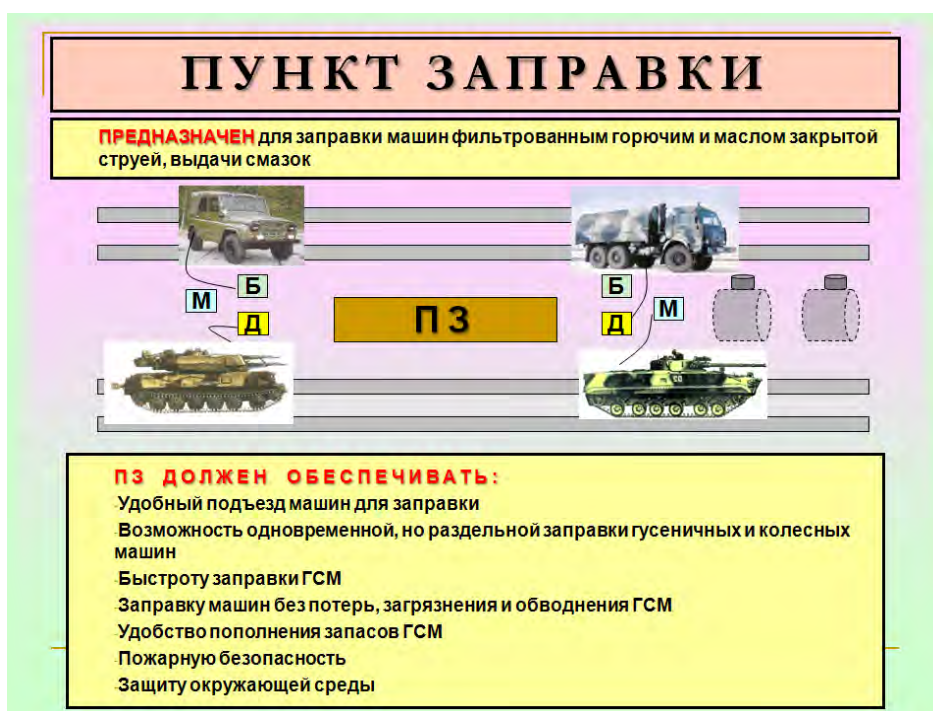 ПУНКТ ЗАПРАВКИ
ПРЕДНАЗНАЧЕН для заправки машин фильтрованным горючим и маслом закрытой
струей, выдачи смазок
Б
М
Д
ПЗ
Б
М
Д
ПЗ ДОЛЖЕН ОБЕСПЕЧИВАТЬ:
-Удобный подъезд машин для заправки
-Возможность одновременной, но раздельной заправки гусеничных и колесных
машин
-Быстроту заправки ГСМ
-Заправку машин без потерь, загрязнения и обводнения ГСМ
-Удобство пополнения запасов ГСМ
-Пожарную безопасность
-Защиту окружающей среды